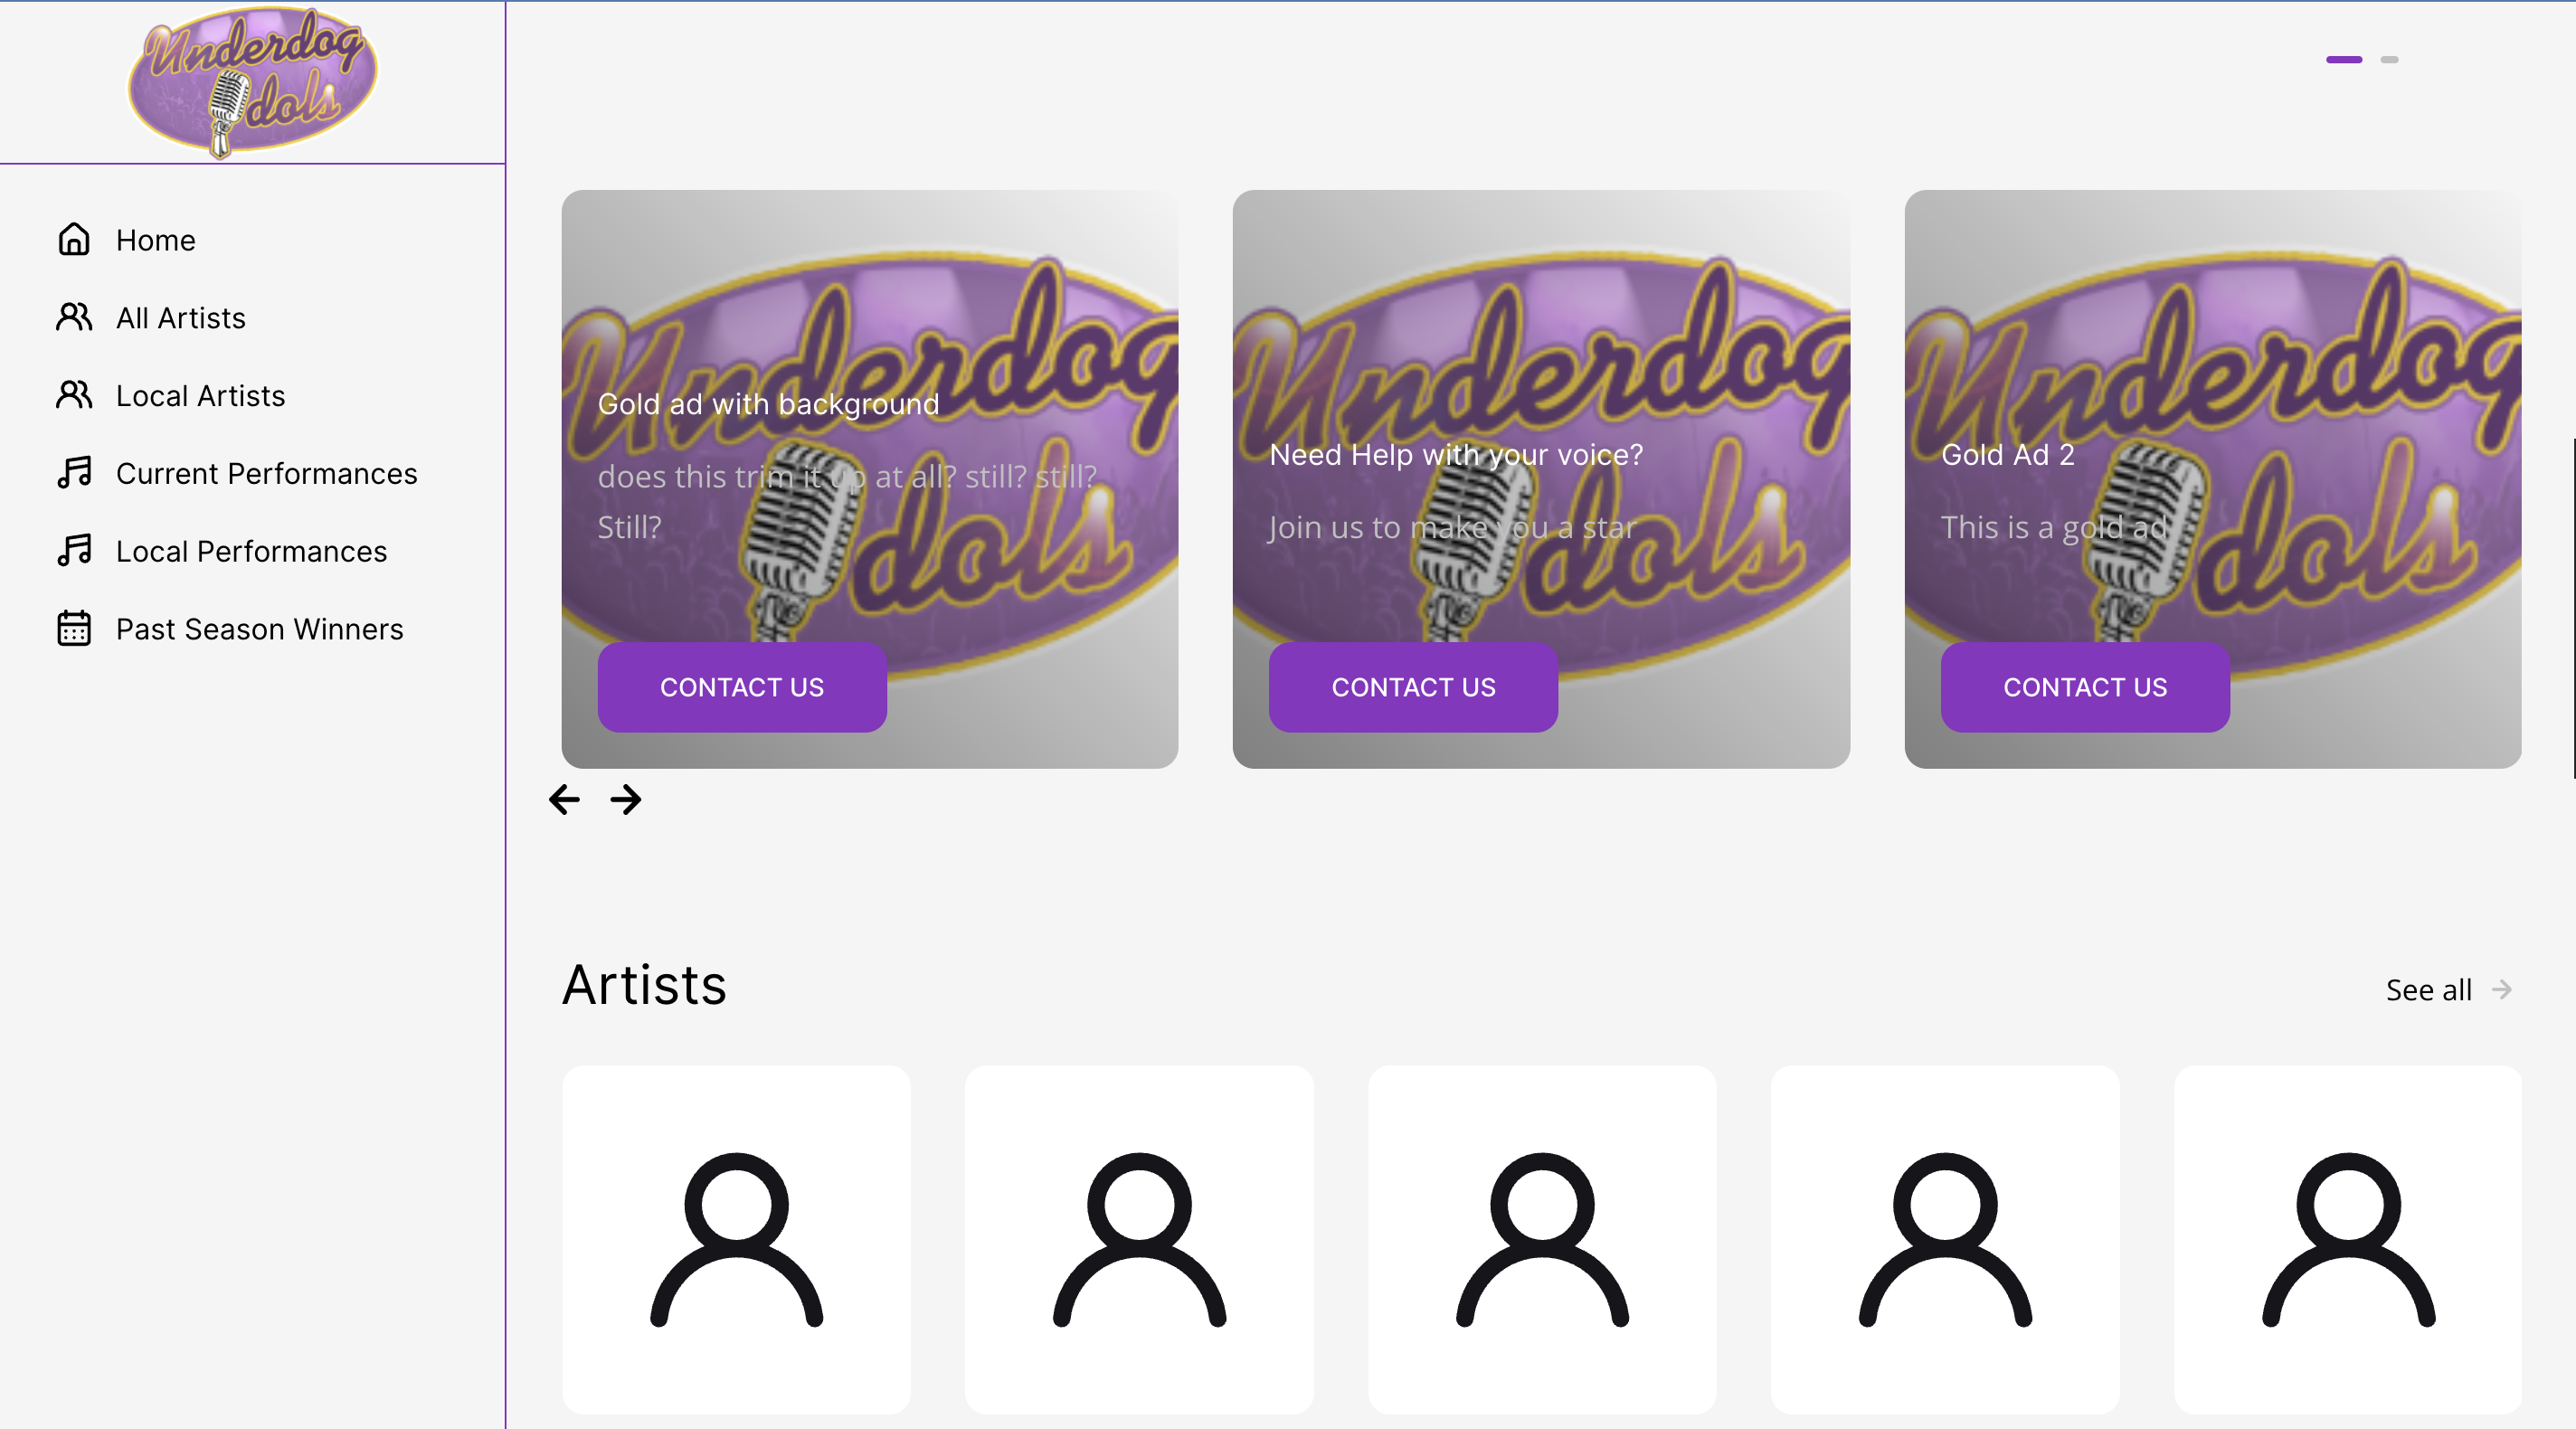 Underdog
Idols
Home
All Artists
Local Artists
Current Performances
Local Performances
Past Season Winners
Underdog
Idols
Gold ad with background
does this trim it up at all? still? still?
Still?
CONTACT US
Underdog
Idols
Need Help with your voice?
Join us to make you a star
CONTACT US
Underdog
Idols
Gold Ad 2
This is a gold ad
CONTACT US
Artists
See all